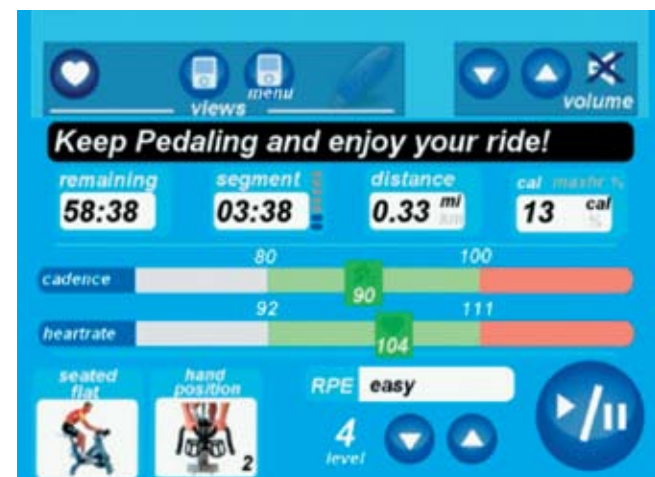 menu
views
volume
Keep Pedaling and enjoy your ride!
remaining segment distance cal maxhr %
58:38 03:38 0.33 mi km 13 cal %
80 100
cadence
90
92 111
heartrate
104
seated flat
hand position
RPE easy
2
4
level